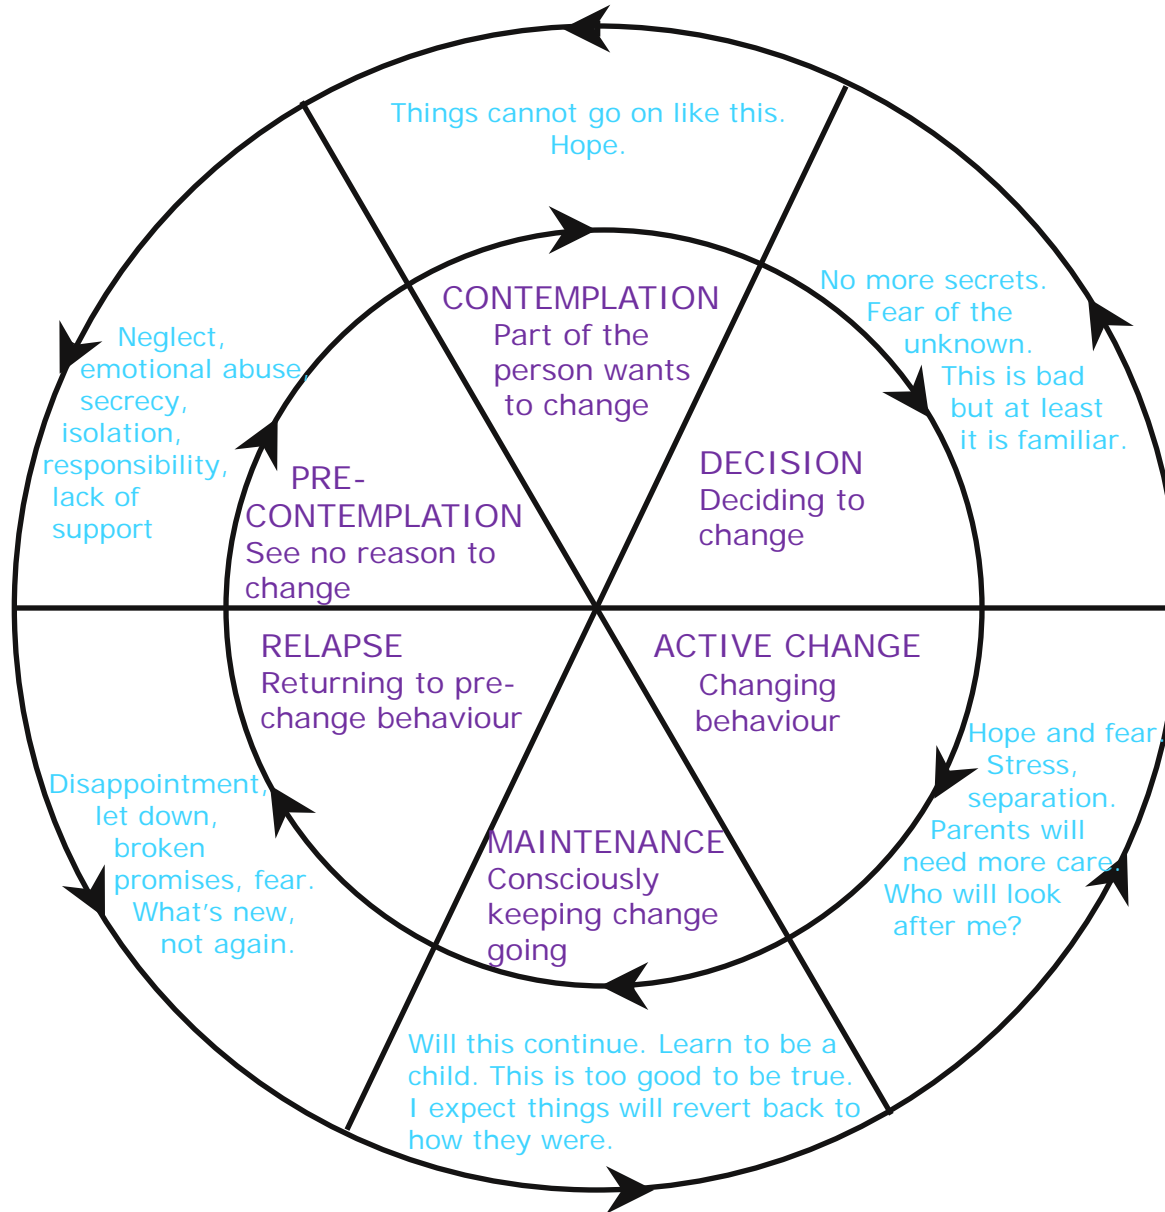 Things cannot go on like this.
Hope.
CONTEMPLATION
Part of the
person wants
to change
No more secrets.
Fear of the
unknown.
This is bad
but at least
it is familiar.
DECISION
Deciding to
change
Neglect,
emotional abuse,
secrecy,
isolation,
responsibility,
lack of
support
PRE-
CONTEMPLATION
See no reason to
change
RELAPSE
Returning to pre-
change behaviour
ACTIVE CHANGE
Changing
behaviour
Hope and fear.
Stress,
separation.
Parents will
need more care.
Who will look
after me?
Disappointment,
let down,
broken
promises, fear.
What's new,
not again.
MAINTENANCE
Consciously
keeping change
going
Will this continue. Learn to be a
child. This is too good to be true.
I expect things will revert back to
how they were.